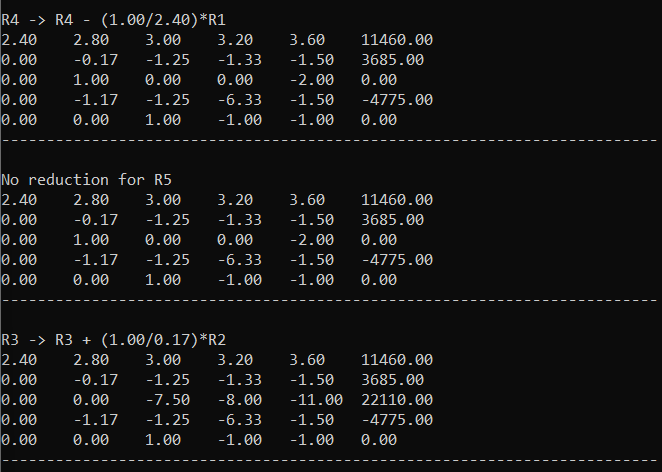 R4 -> R4 - (1.00/2.40)*R1
2.40 2.80 3.00 3.20 3.60 11460.00
0.00 -0.17 -1.25 -1.33 -1.50 3685.00
0.00 1.00 0.00 0.00 -2.00 0.00
0.00 -1.17 -1.25 -6.33 -1.50 -4775.00
0.00 0.00 1.00 -1.00 -1.00 0.00
-------------------------------------------------------------------------
No reduction for R5
2.40 2.80 3.00 3.20 3.60 11460.00
0.00 -0.17 -1.25 -1.33 -1.50 3685.00
0.00 1.00 0.00 0.00 -2.00 0.00
0.00 -1.17 -1.25 -6.33 -1.50 -4775.00
0.00 0.00 1.00 -1.00 -1.00 0.00
-------------------------------------------------------------------------
R3 -> R3 + (1.00/0.17)*R2
2.40 2.80 3.00 3.20 3.60 11460.00
0.00 -0.17 -1.25 -1.33 -1.50 3685.00
0.00 0.00 -7.50 -8.00 -11.00 22110.00
0.00 -1.17 -1.25 -6.33 -1.50 -4775.00
0.00 0.00 1.00 -1.00 -1.00 0.00
-------------------------------------------------------------------------